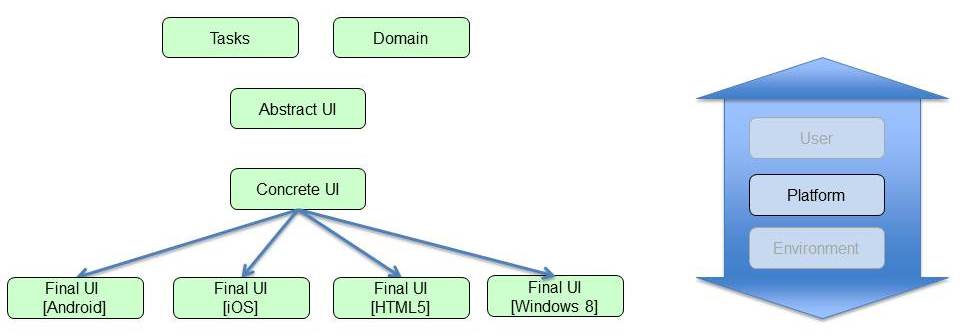 Tasks
Domain
Abstract UI
Concrete UI
Final UI
[Android]
Final UI
[iOS]
Final UI
[HTML5]
Final UI
[Windows 8]
User
Platform
Environment